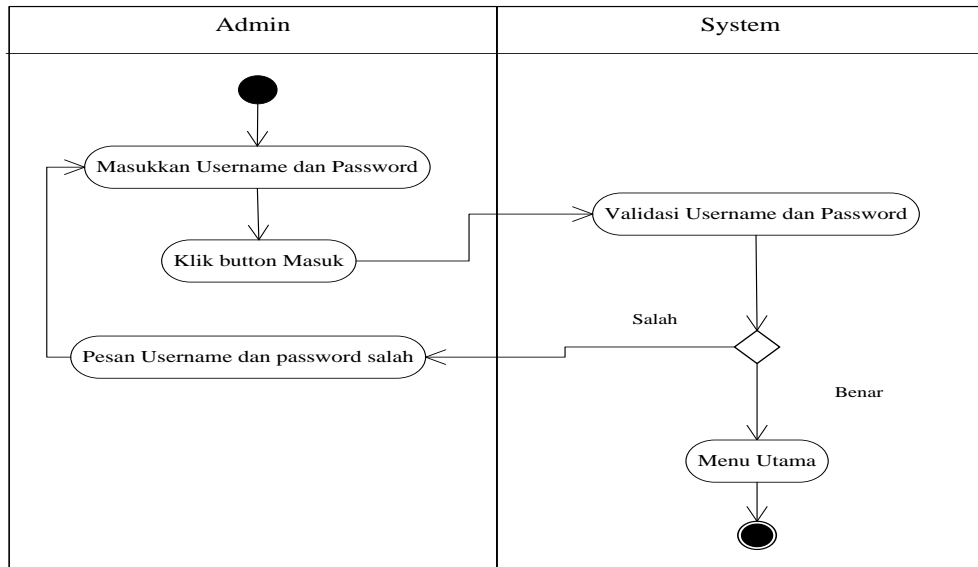 Admin
System
Masukkan Username dan Password
Validasi Username dan Password
Klik button Masuk
Salah
Pesan Username dan password salah
Benar
Menu Utama